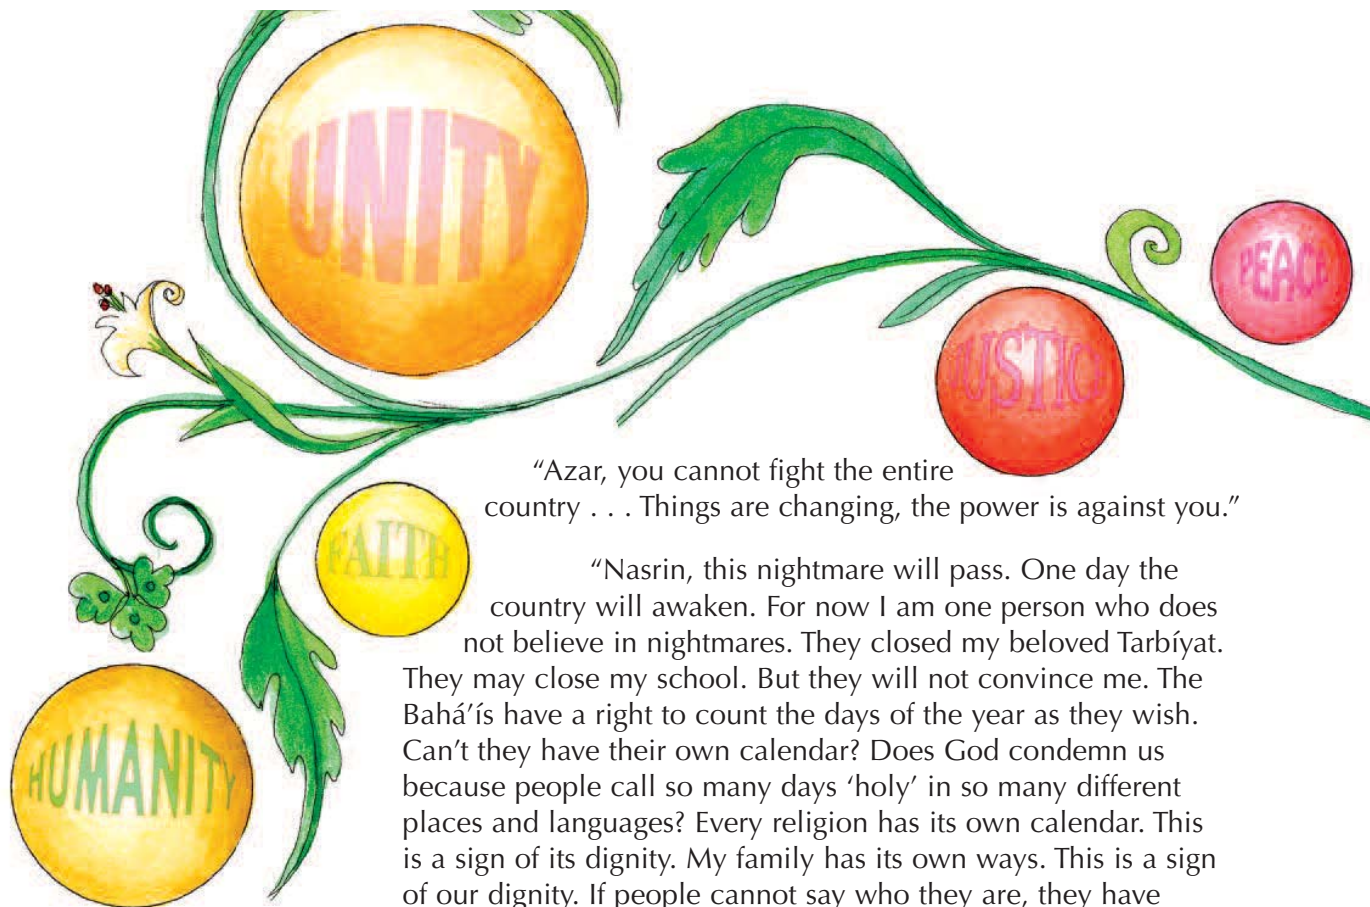 UNITY
PEACE
JUSTICE
“Azar, you cannot fight the entire
country . . . Things are changing, the power is against you.”
FAITH
“Nasrin, this nightmare will pass. One day the
country will awaken. For now I am one person who does
not believe in nightmares. They closed my beloved Tarbíyat.
They may close my school. But they will not convince me. The
HUMANITY
Bahá’ís have a right to count the days of the year as they wish.
Can’t they have their own calendar? Does God condemn us
because people call so many days ‘holy’ in so many different
places and languages? Every religion has its own calendar. This
is a sign of its dignity. My family has its own ways. This is a sign
of our dignity. If people cannot say who they are, they have